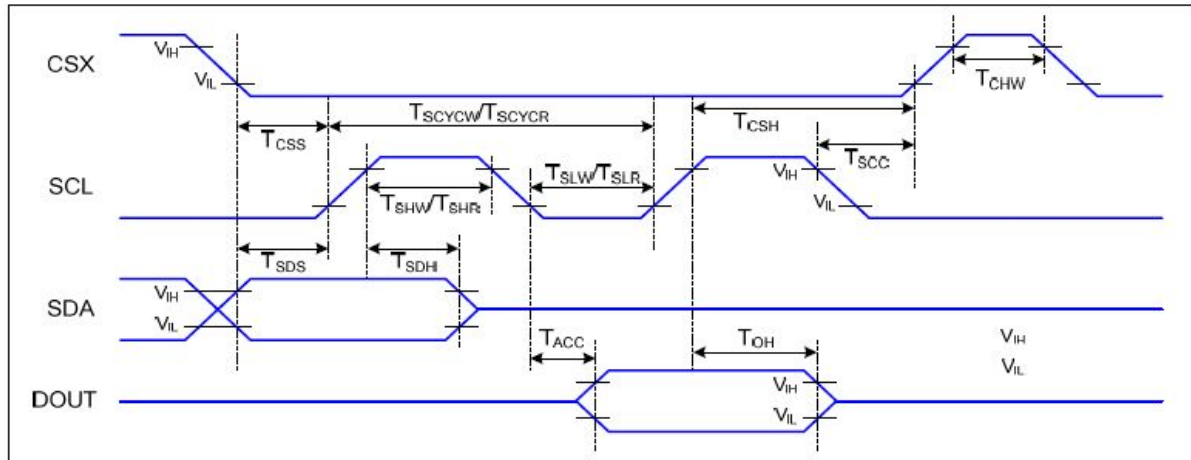 CSX
VIH
VIL
TCSS
TSCYCW/TSCYCR
TCSH
TCHW
TSCC
SCL
TSHW/TSHR
TSLW/TSLR
VIH
VIL
TSDS
TSDH
SDA
VIH
VIL
TACC
TOH
VIH
VIL
DOUT
VIH
VIL